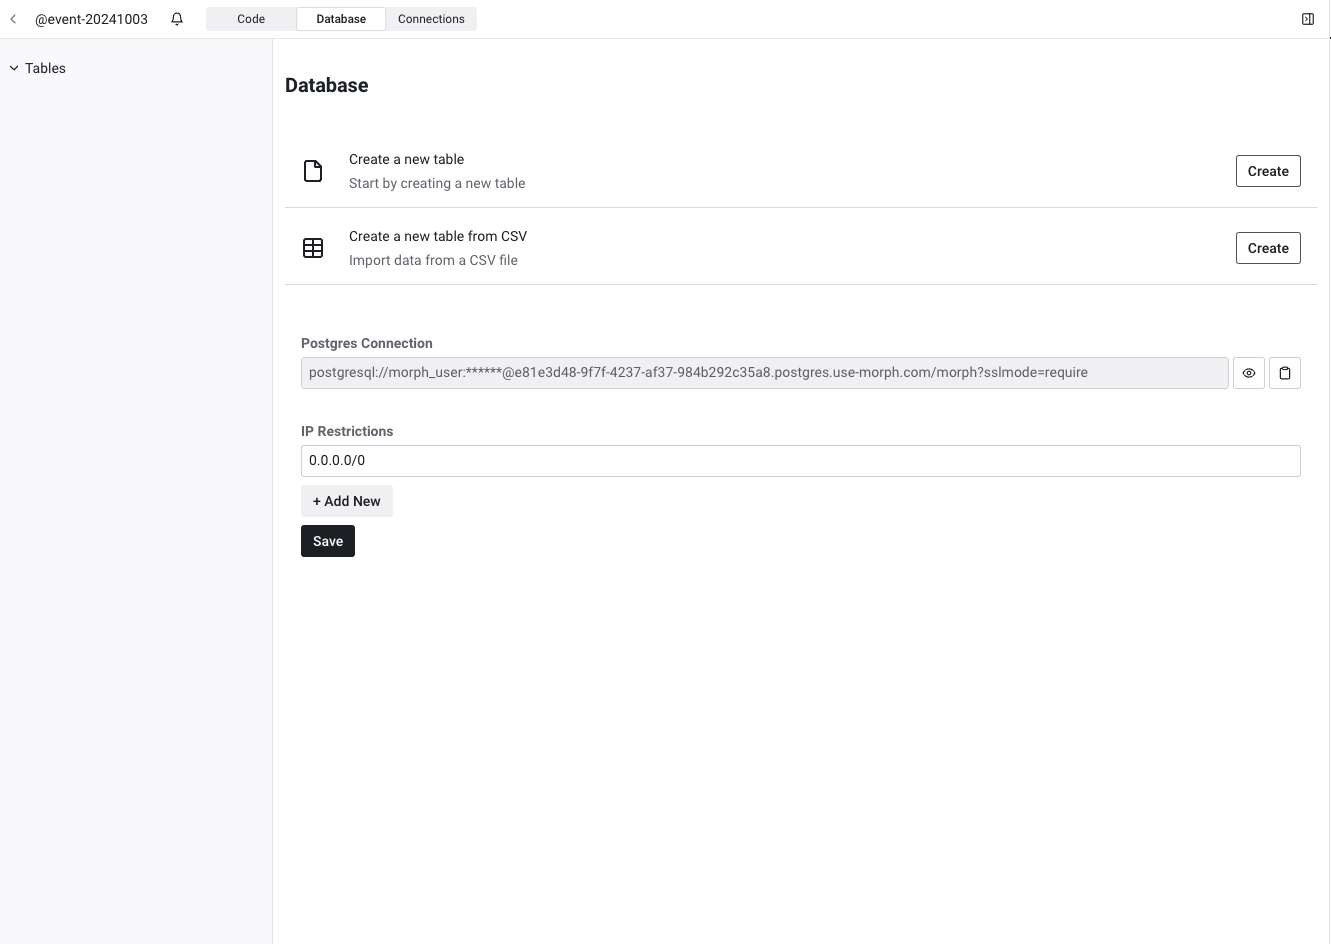 @event-20241003
Code
Database
Connections
Tables
Database
Create a new table
Start by creating a new table
Create
Create a new table from CSV
Import data from a CSV file
Create
Postgres Connection
postgresql://morph_user:******@e81e3d48-9f7f-4237-af37-984b292c35a8.postgres.use-morph.com/morph?sslmode=require
IP Restrictions
0.0.0.0/0
+ Add New
Save